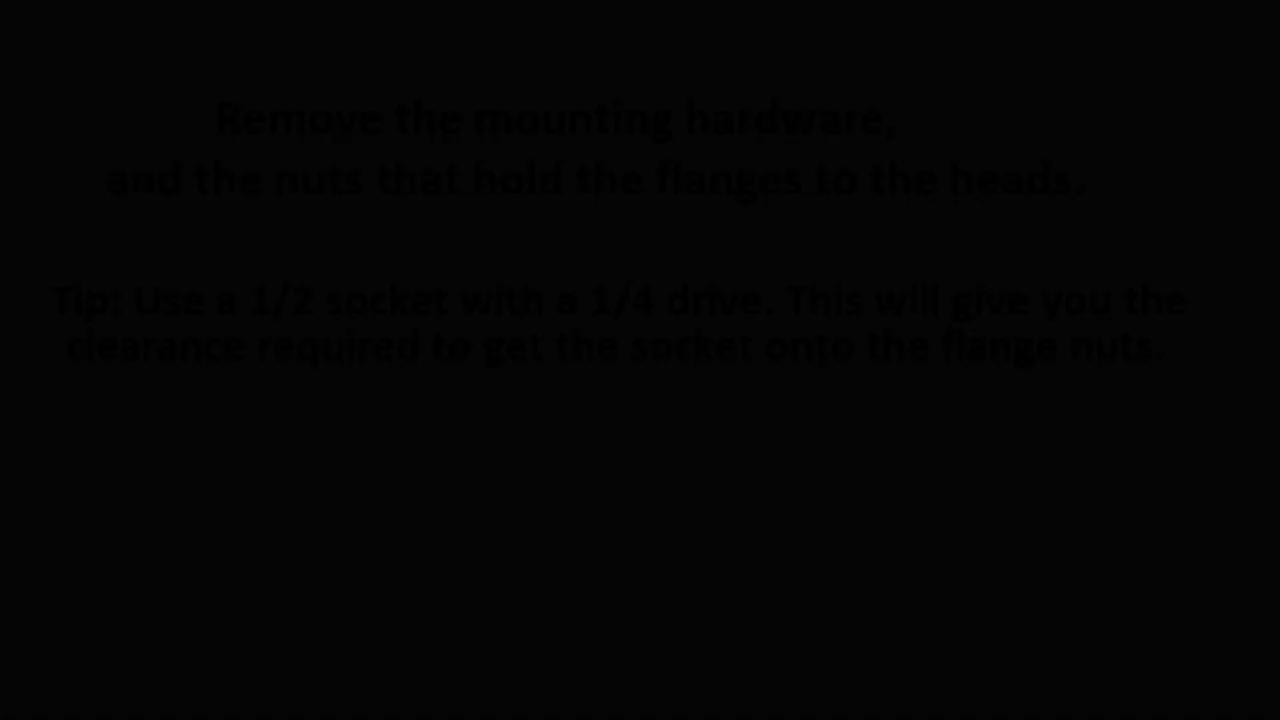 Remove the mounting hardware,
and the nuts that hold the flanges to the heads.
Tip: Use a 1/2 socket with a 1/4 drive. This will give you the
clearance required to get the socket onto the flange nuts.